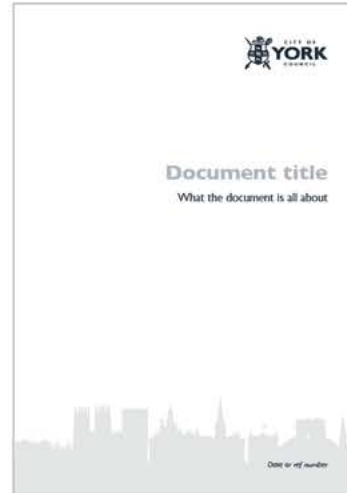 CITY OF
YORK
COUNCIL
Document title
What the document is all about
Date or ref number